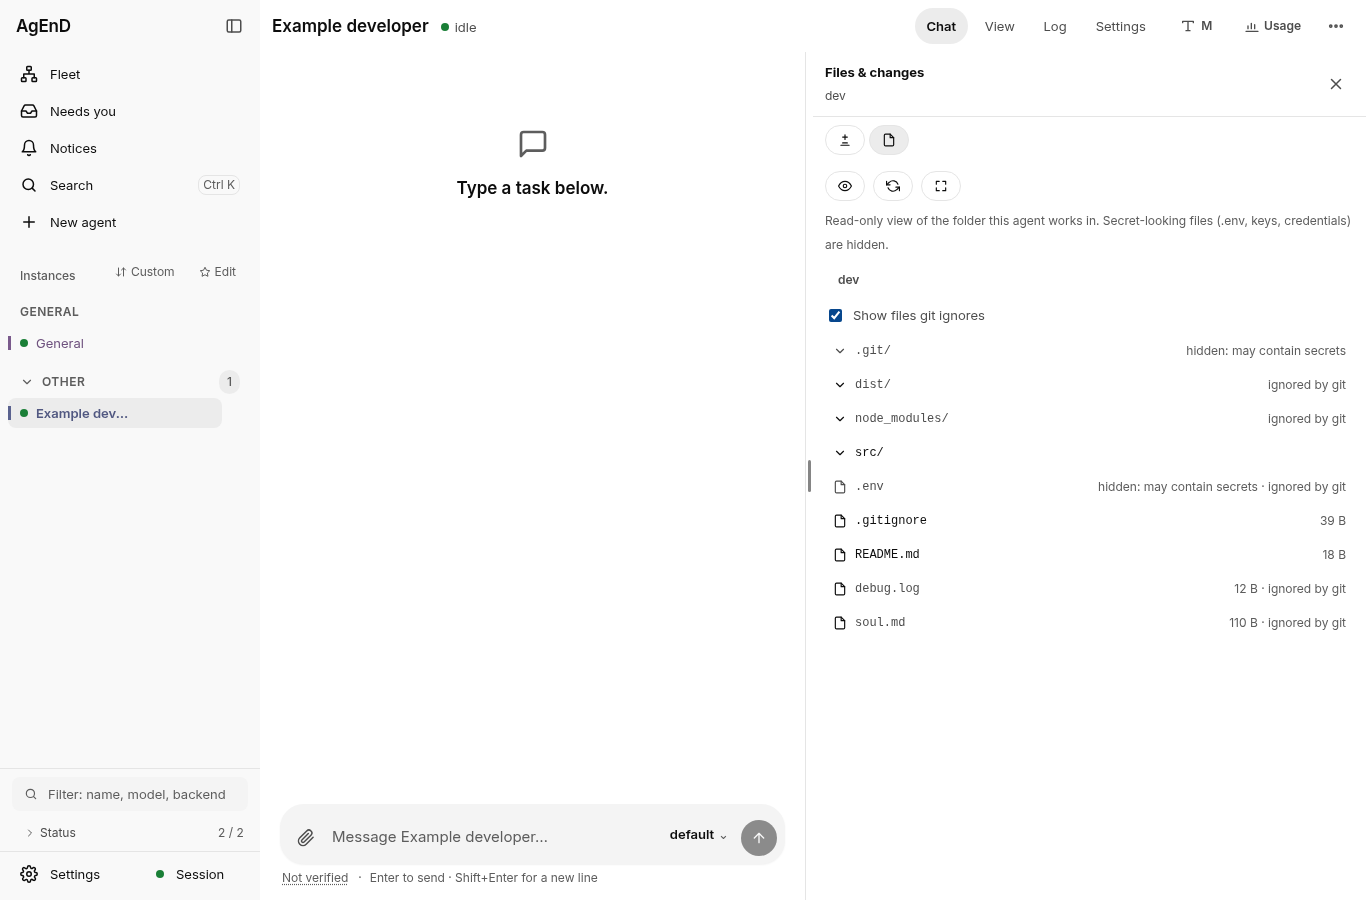 AgEnD
Fleet
Needs you
Notices
Search
Ctrl K
New agent
Instances
Custom
Edit
GENERAL
General
OTHER
1
Example dev...
Filter: name, model, backend
Status
2 / 2
Settings
Session
Example developer
idle
Chat
View
Log
Settings
M
Usage
Type a task below.
Message Example developer...
default
Not verified · Enter to send · Shift+Enter for a new line
Files & changes
dev
Read-only view of the folder this agent works in. Secret-looking files (.env, keys, credentials)
are hidden.
dev
Show files git ignores
.git/ hidden: may contain secrets
dist/ ignored by git
node_modules/ ignored by git
src/
.env hidden: may contain secrets · ignored by git
.gitignore 39 B
README.md 18 B
debug.log 12 B · ignored by git
soul.md 110 B · ignored by git